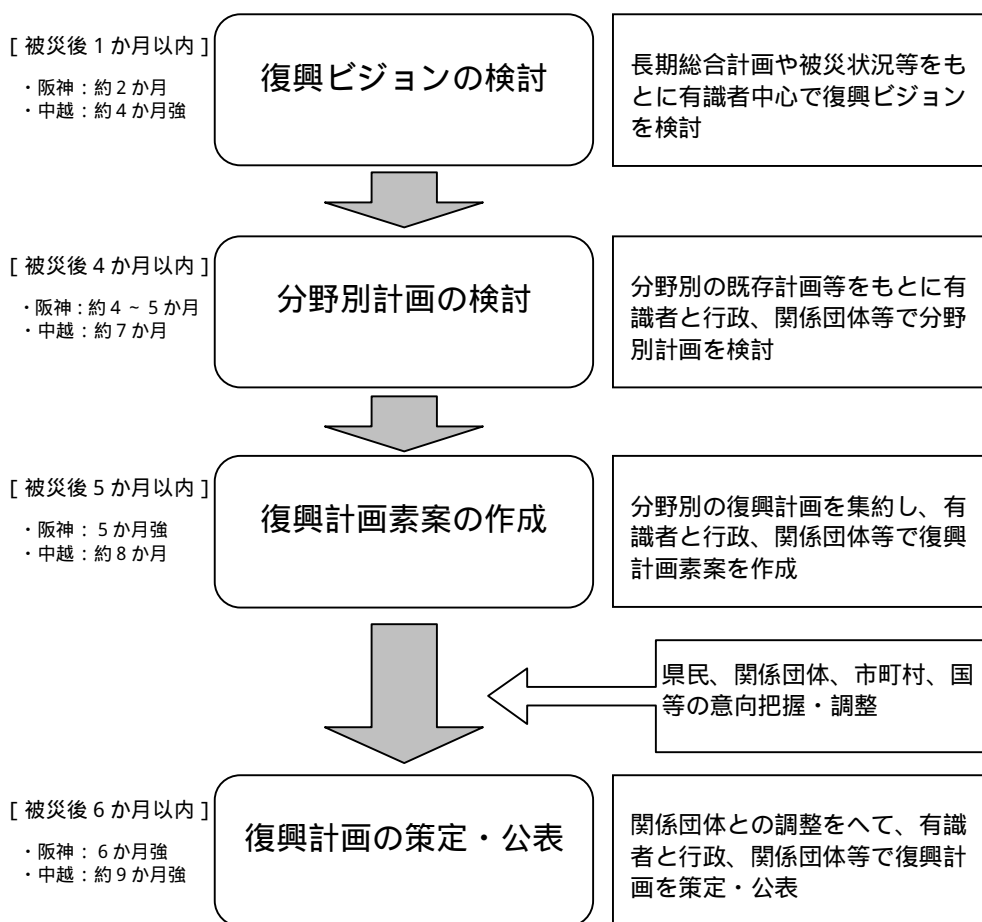 [ 被災後1か月以内 ]
・阪神：約2か月
・中越：約4か月強
復興ビジョンの検討
長期総合計画や被災状況等をも
とに有識者中心で復興ビジョン
を検討
[ 被災後4か月以内 ]
・阪神：約4～5か月
・中越：約7か月
分野別計画の検討
分野別の既存計画等をもとに有
識者と行政、関係団体等で分野
別計画を検討
[ 被災後5か月以内 ]
・阪神：5か月強
・中越：約8か月
復興計画素案の作成
分野別の復興計画を集約し、有
識者と行政、関係団体等で復興
計画素案を作成
県民、関係団体、市町村、国
等の意向把握・調整
[ 被災後6か月以内 ]
・阪神：6か月強
・中越：約9か月強
復興計画の策定・公表
関係団体との調整をへて、有識
者と行政、関係団体等で復興計
画を策定・公表